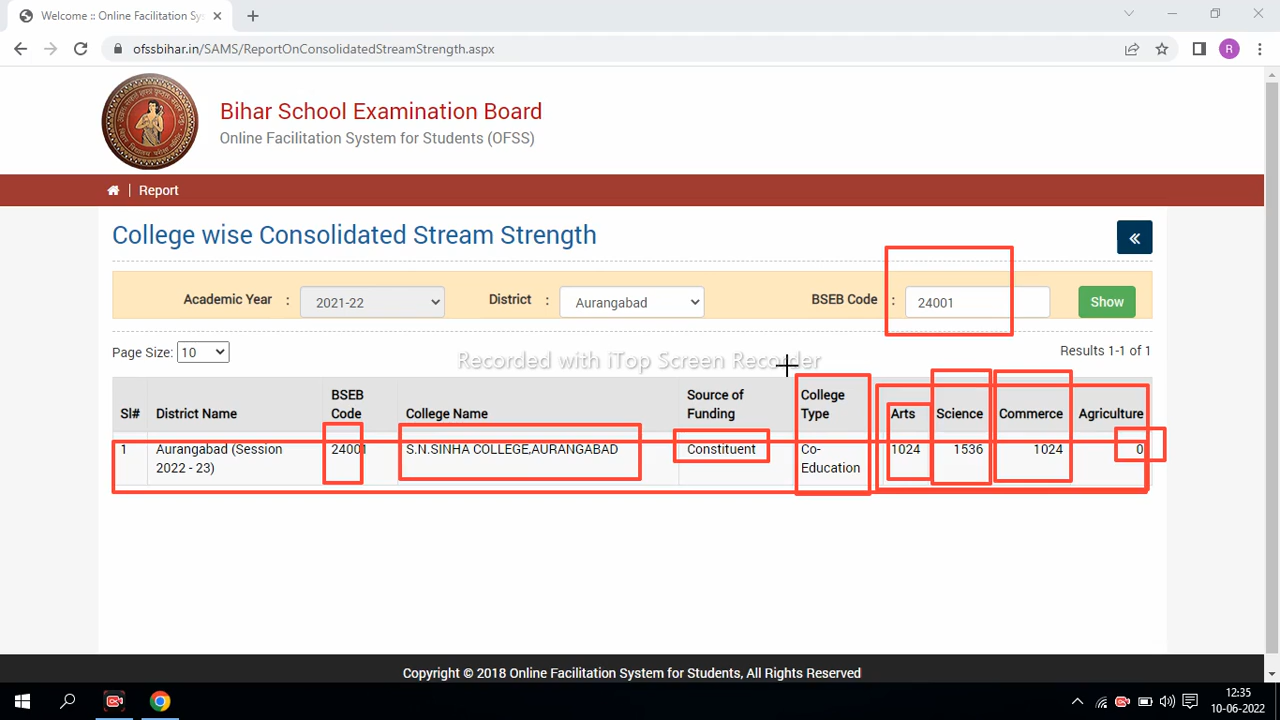 Welcome :: Online Facilitation Sy
ofssbihar.in/SAMS/ReportOnConsolidatedStreamStrength.aspx
R
Bihar School Examination Board
Online Facilitation System for Students (OFSS)
| Report
College wise Consolidated Stream Strength
«
Academic Year : 2021-22 District : Aurangabad BSEB Code : 24001 Show
Page Size: 10 Results 1-1 of 1
Recorded with iTop Screen Recorder
Sl# District Name BSEB Code College Name Source of Funding College Type Arts Science Commerce Agriculture
1 Aurangabad (Session 2022 - 23) 24001 S.N.SINHA COLLEGE,AURANGABAD Constituent Co-Education 1024 1536 1024 0
Copyright © 2018 Online Facilitation System for Students, All Rights Reserved
12:35
10-06-2022